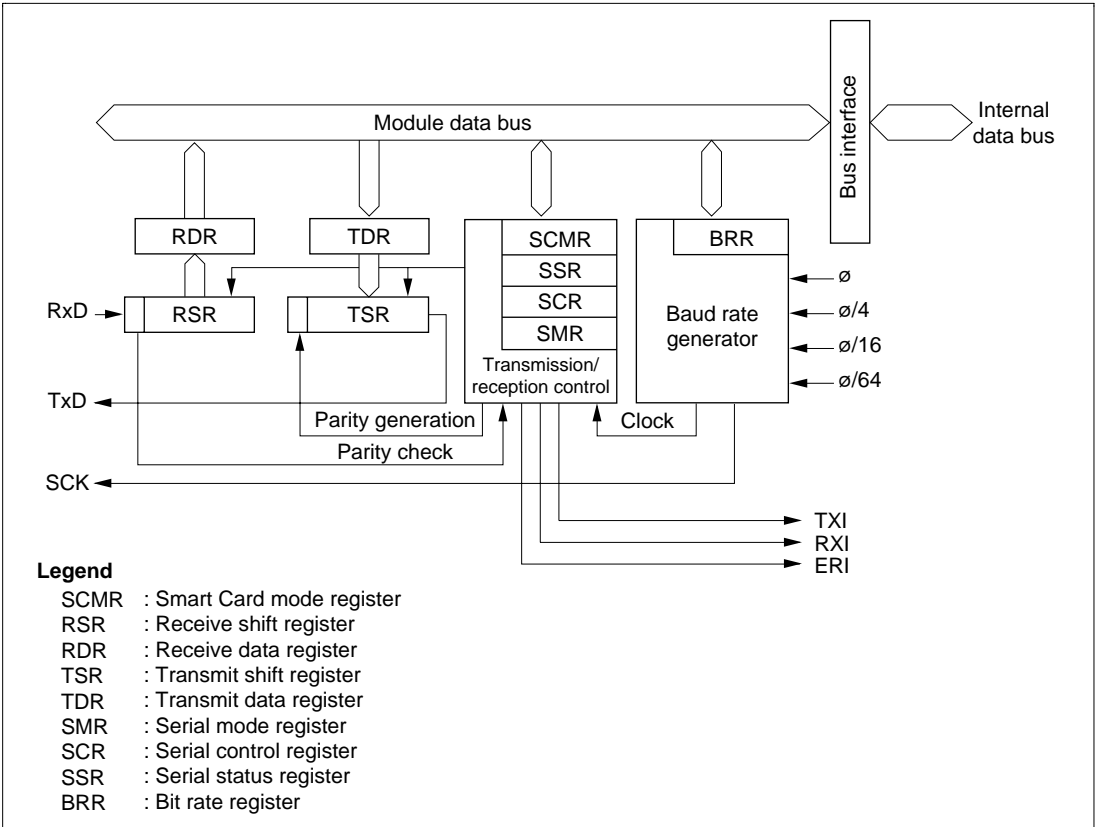 Module data bus
Bus interface
Internal
data bus
RDR
TDR
SCMR
SSR
SCR
SMR
Transmission/
reception control
BRR
Baud rate
generator
ø
ø/4
ø/16
ø/64
RxD
RSR
TSR
TxD
Parity generation
Clock
Parity check
SCK
TXI
RXI
ERI
Legend
SCMR : Smart Card mode register
RSR : Receive shift register
RDR : Receive data register
TSR : Transmit shift register
TDR : Transmit data register
SMR : Serial mode register
SCR : Serial control register
SSR : Serial status register
BRR : Bit rate register